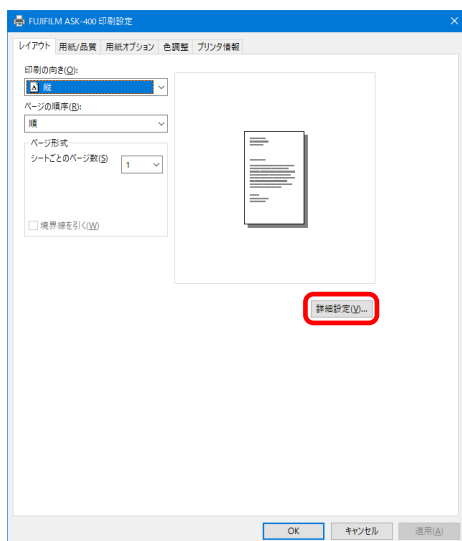 FUJIFILM ASK-400 印刷設定
レイアウト 用紙/品質 用紙オプション 色調整 プリンタ情報
印刷の向き(O):
A 縦
ページの順序(R):
順
ページ形式
シートごとのページ数(S) 1
境界線を引く(W)
詳細設定(V)...
OK キャンセル 適用(A)